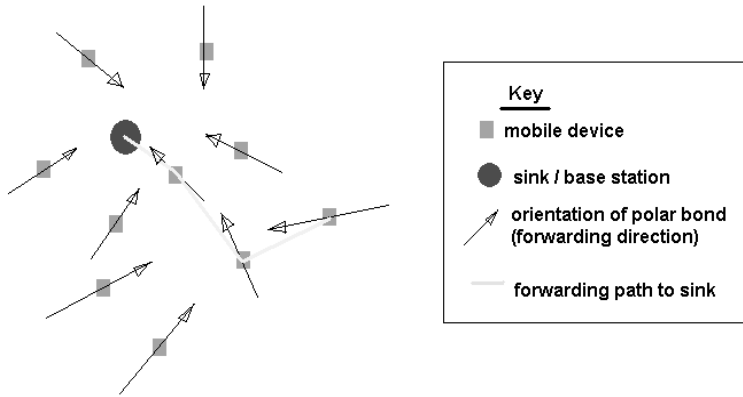 Key
mobile device
sink / base station
orientation of polar bond
(forwarding direction)
forwarding path to sink